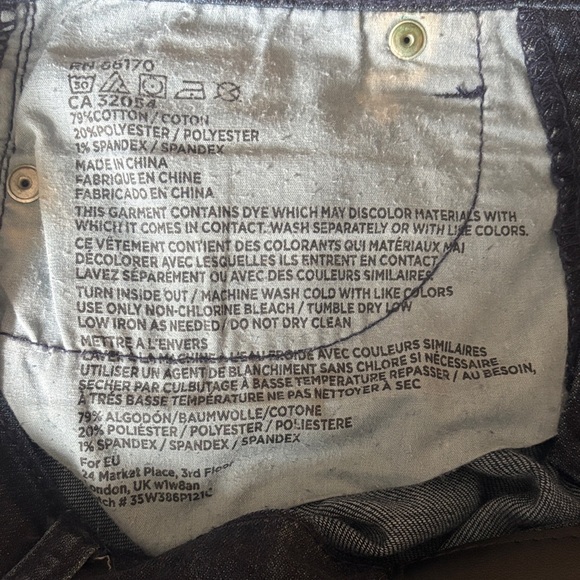 RN 66170
30
CA 32054
79%COTTON / COTON
20%POLYESTER / POLYESTER
1% SPANDEX / SPANDEX
MADE IN CHINA
FABRIQUE EN CHINE
FABRICADO EN CHINA
THIS GARMENT CONTAINS DYE WHICH MAY DISCOLOR MATERIALS WITH
WHICH IT COMES IN CONTACT. WASH SEPARATELY OR WITH LIKE COLORS.
CE VÊTEMENT CONTIENT DES COLORANTS QUI MATÉRIAUX MAI
DÉCOLORER AVEC LESQUELLES ILS ENTRENT EN CONTACT.
LAVEZ SÉPARÉMENT OU AVEC DES COULEURS SIMILAIRES
TURN INSIDE OUT / MACHINE WASH COLD WITH LIKE COLORS
USE ONLY NON-CHLORINE BLEACH / TUMBLE DRY LOW
LOW IRON AS NEEDED / DO NOT DRY CLEAN
METTRE A L'ENVERS
LAVER À LA MACHINE A L'EAU FROIDE AVEC COULEURS SIMILAIRES
UTILISER UN AGENT DE BLANCHIMENT SANS CHLORE SI NÉCESSAIRE
SECHER PAR CULBUTAGE À BASSE TEMPÉRATURE REPASSER / AU BESOIN,
À TRÈS BASSE TEMPÉRATURE NE PAS NETTOYER À SEC
79% ALGODÓN/BAUMWOLLE/COTONE
20% POLIÉSTER / POLYESTER / POLIESTERE
1% SPANDEX / SPANDEX / SPANDEX
For EU
24 Market Place, 3rd Floor
London, UK w1w8an
# 35W386P121C